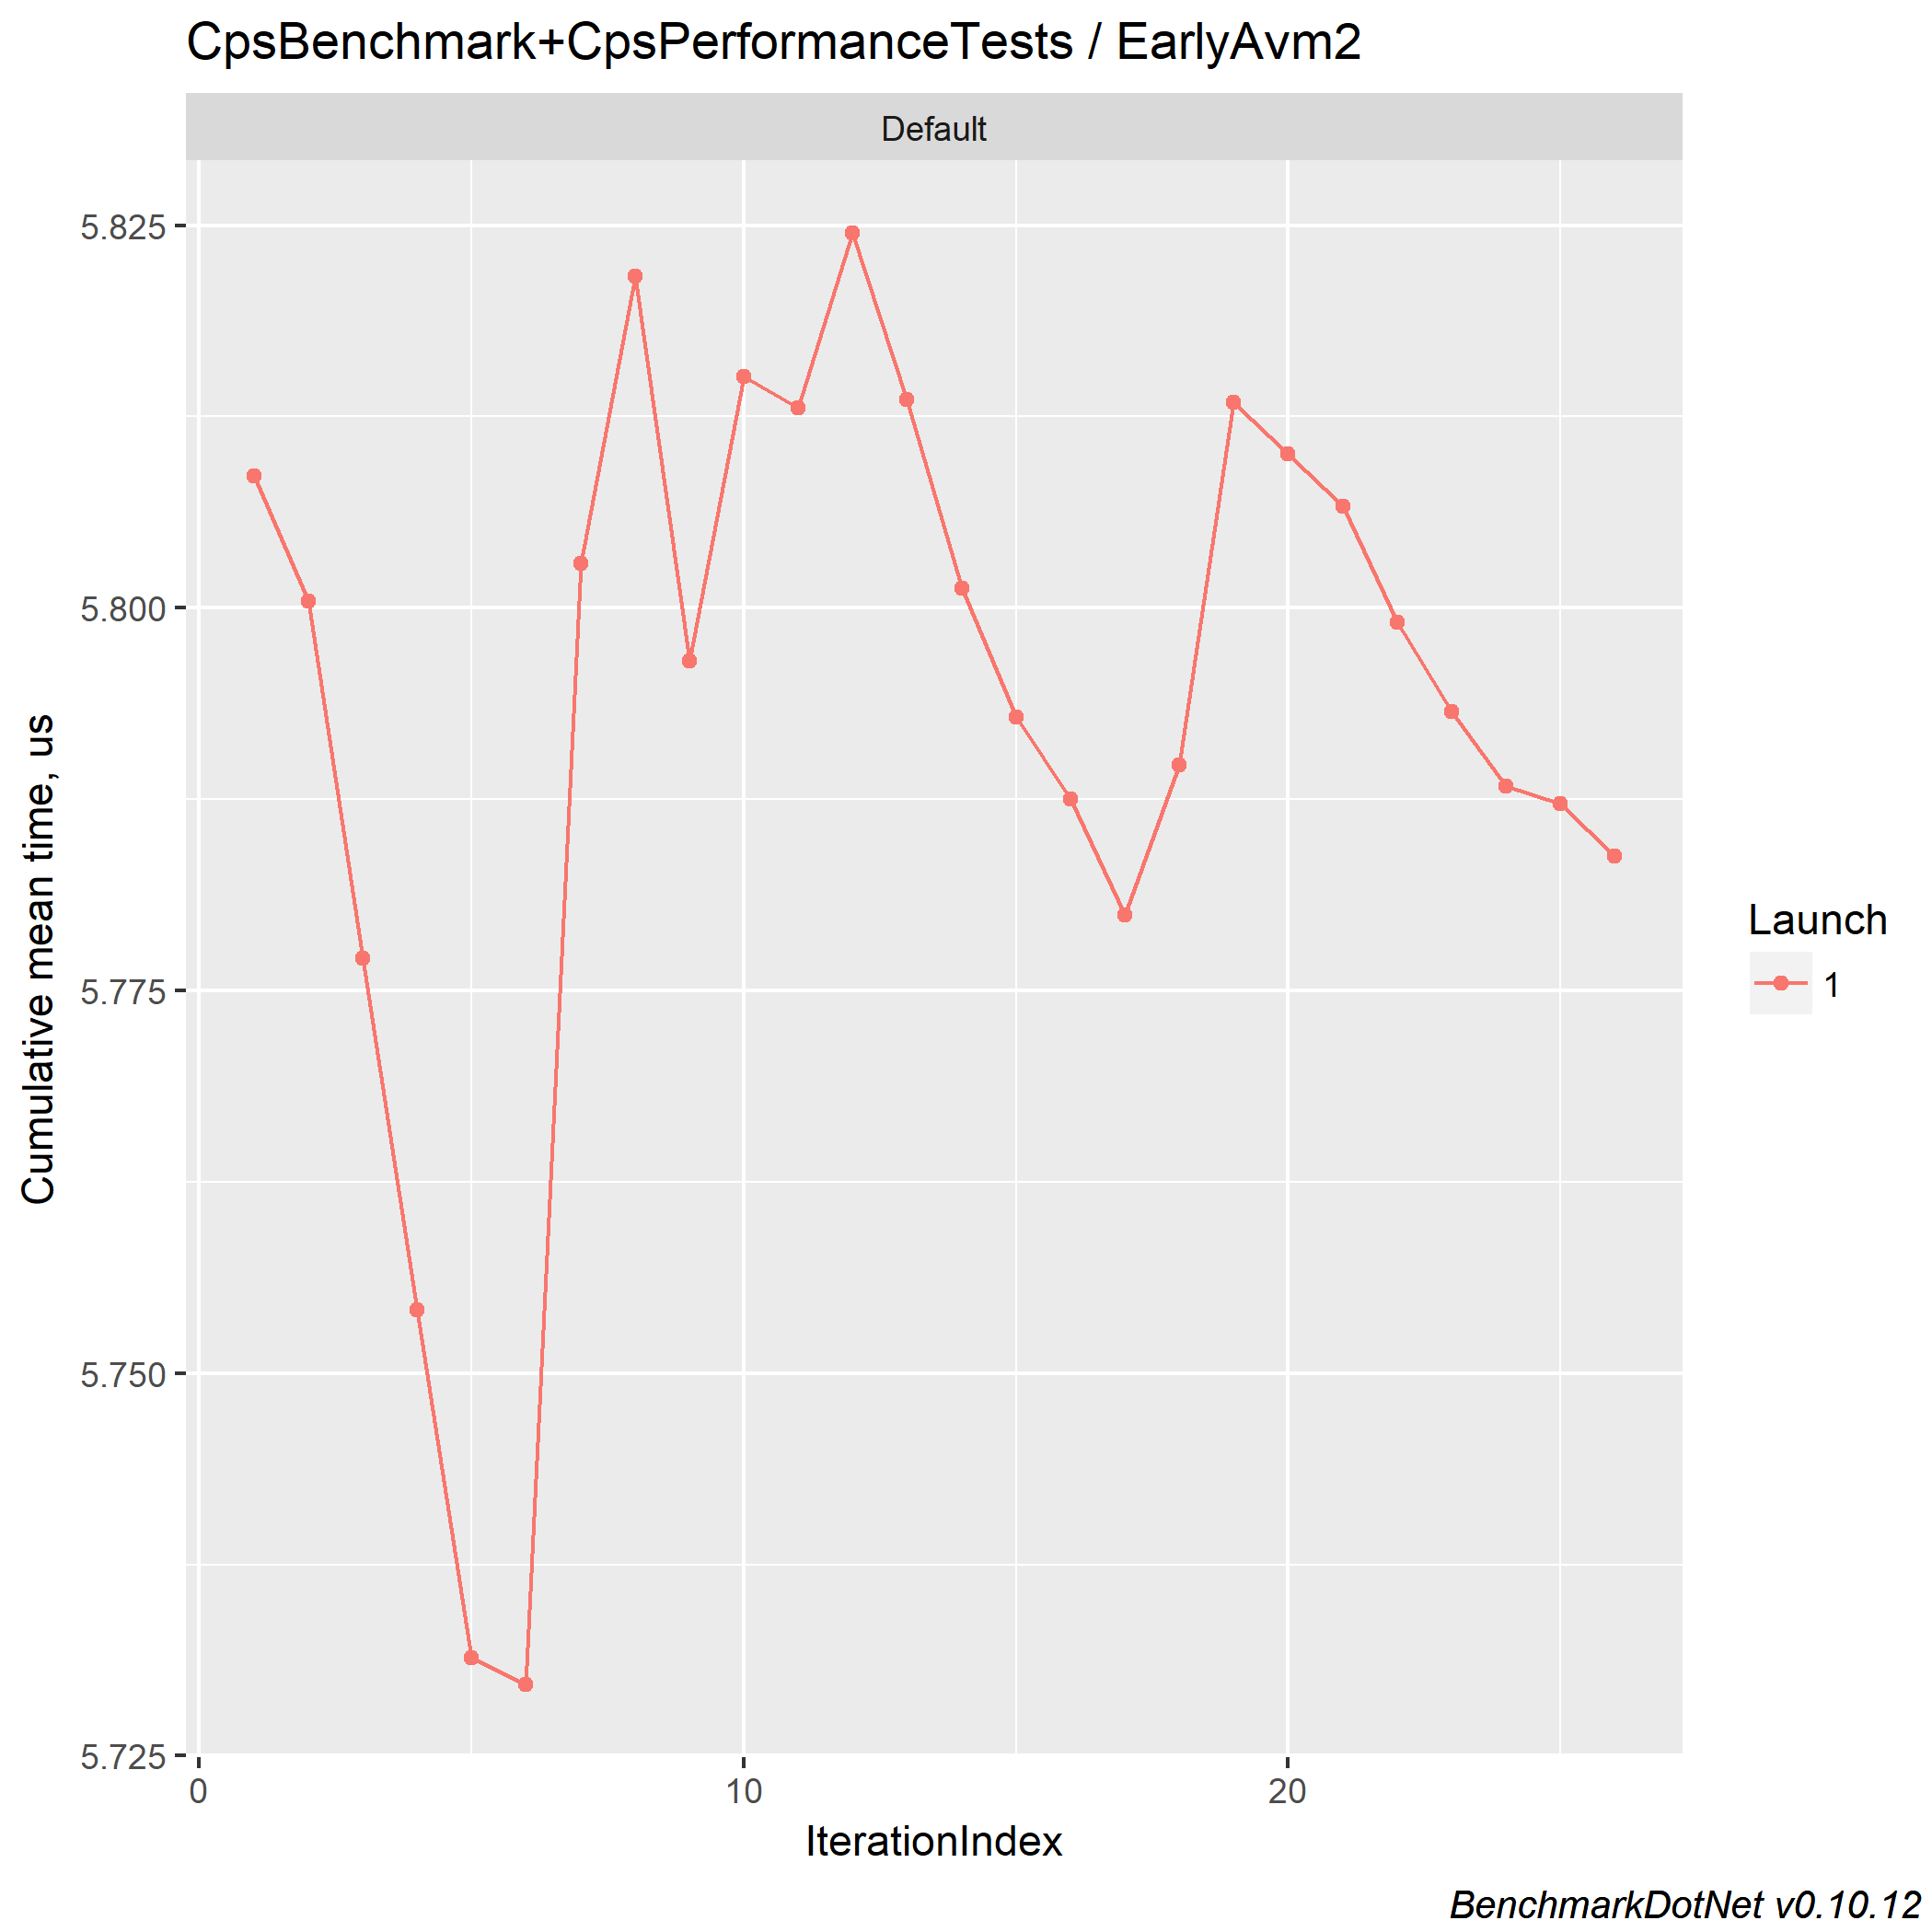 CpsBenchmark+CpsPerformanceTests / EarlyAvm2
Default
5.825
5.800
5.775
5.750
5.725
Cumulative mean time, us
0 10 20
IterationIndex
Launch
1
BenchmarkDotNet v0.10.12